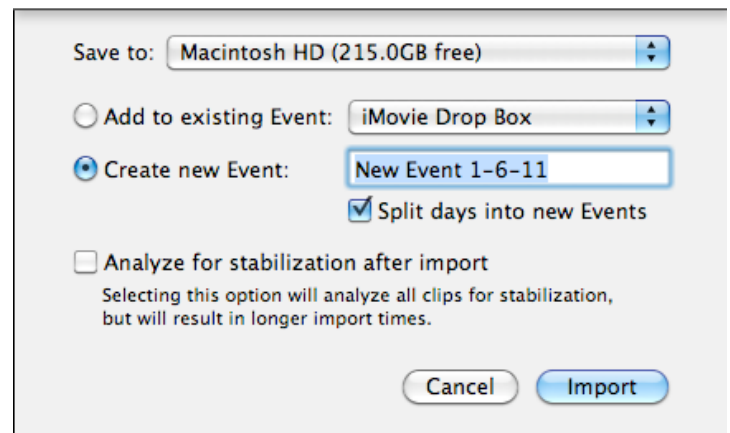 Save to: Macintosh HD (215.0GB free)
Add to existing Event: iMovie Drop Box
Create new Event: New Event 1-6-11
Split days into new Events
Analyze for stabilization after import
Selecting this option will analyze all clips for stabilization,
but will result in longer import times.
Cancel Import